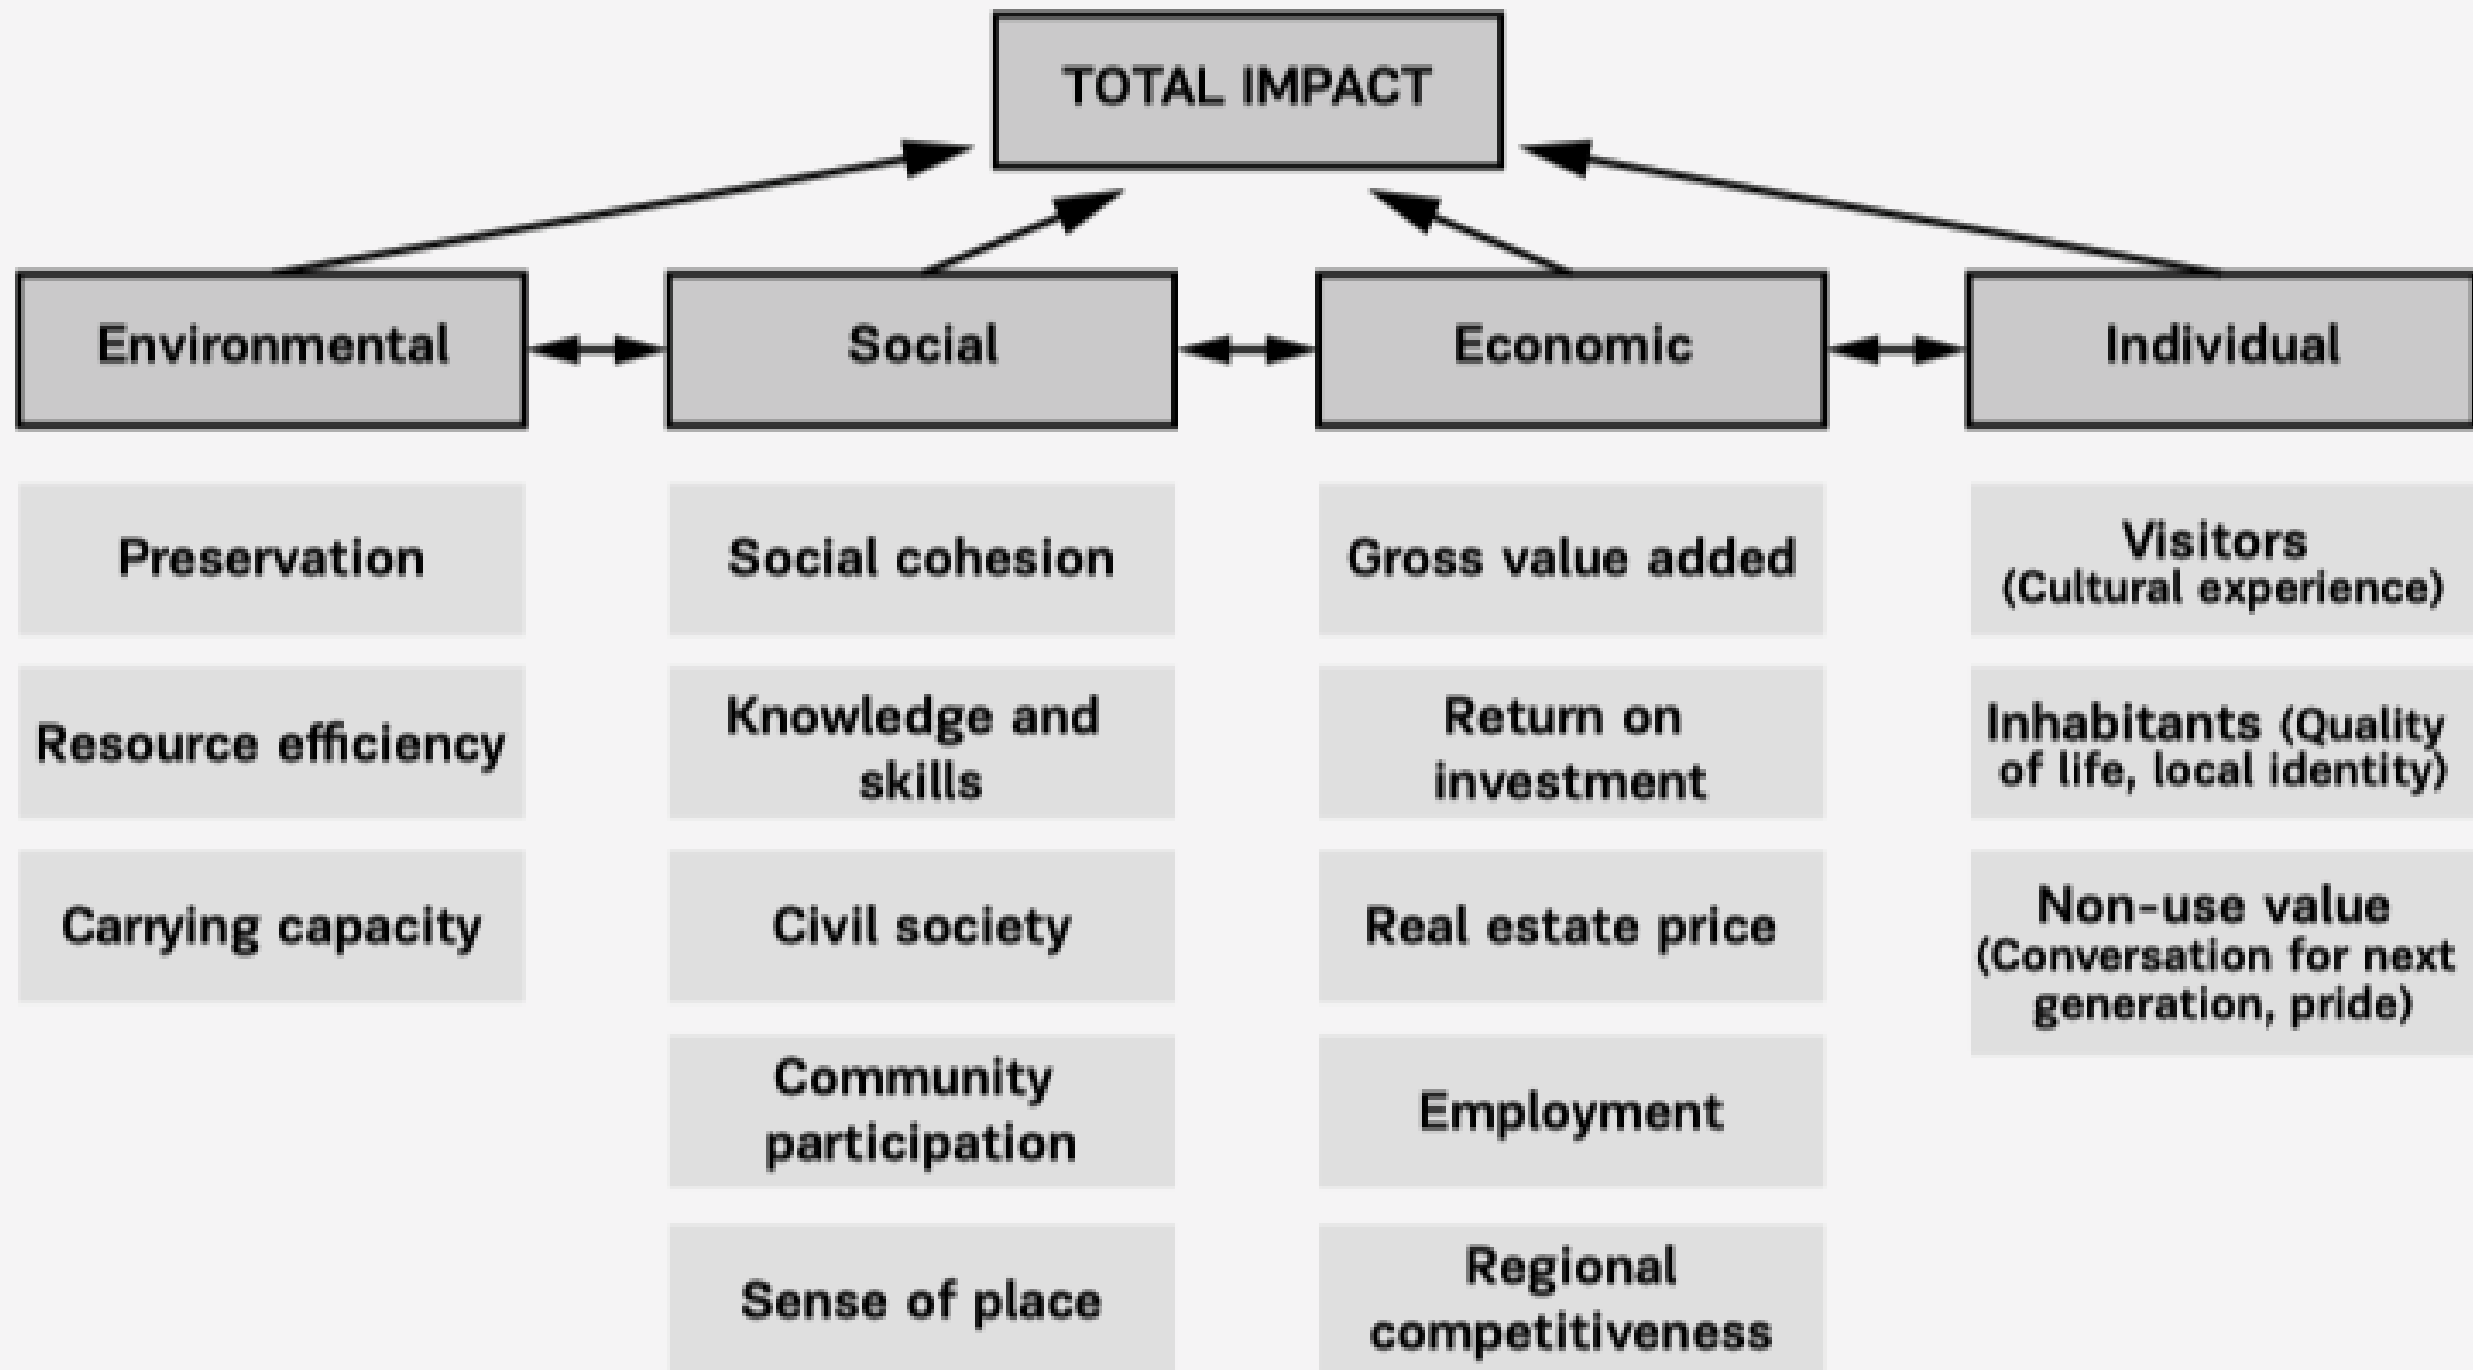 TOTAL IMPACT
Environmental
Social
Economic
Individual
Preservation
Resource efficiency
Carrying capacity
Social cohesion
Knowledge and
skills
Civil society
Community
participation
Sense of place
Gross value added
Return on
investment
Real estate price
Employment
Regional
competitiveness
Visitors
(Cultural experience)
Inhabitants (Quality
of life, local identity)
Non-use value
(Conversation for next
generation, pride)